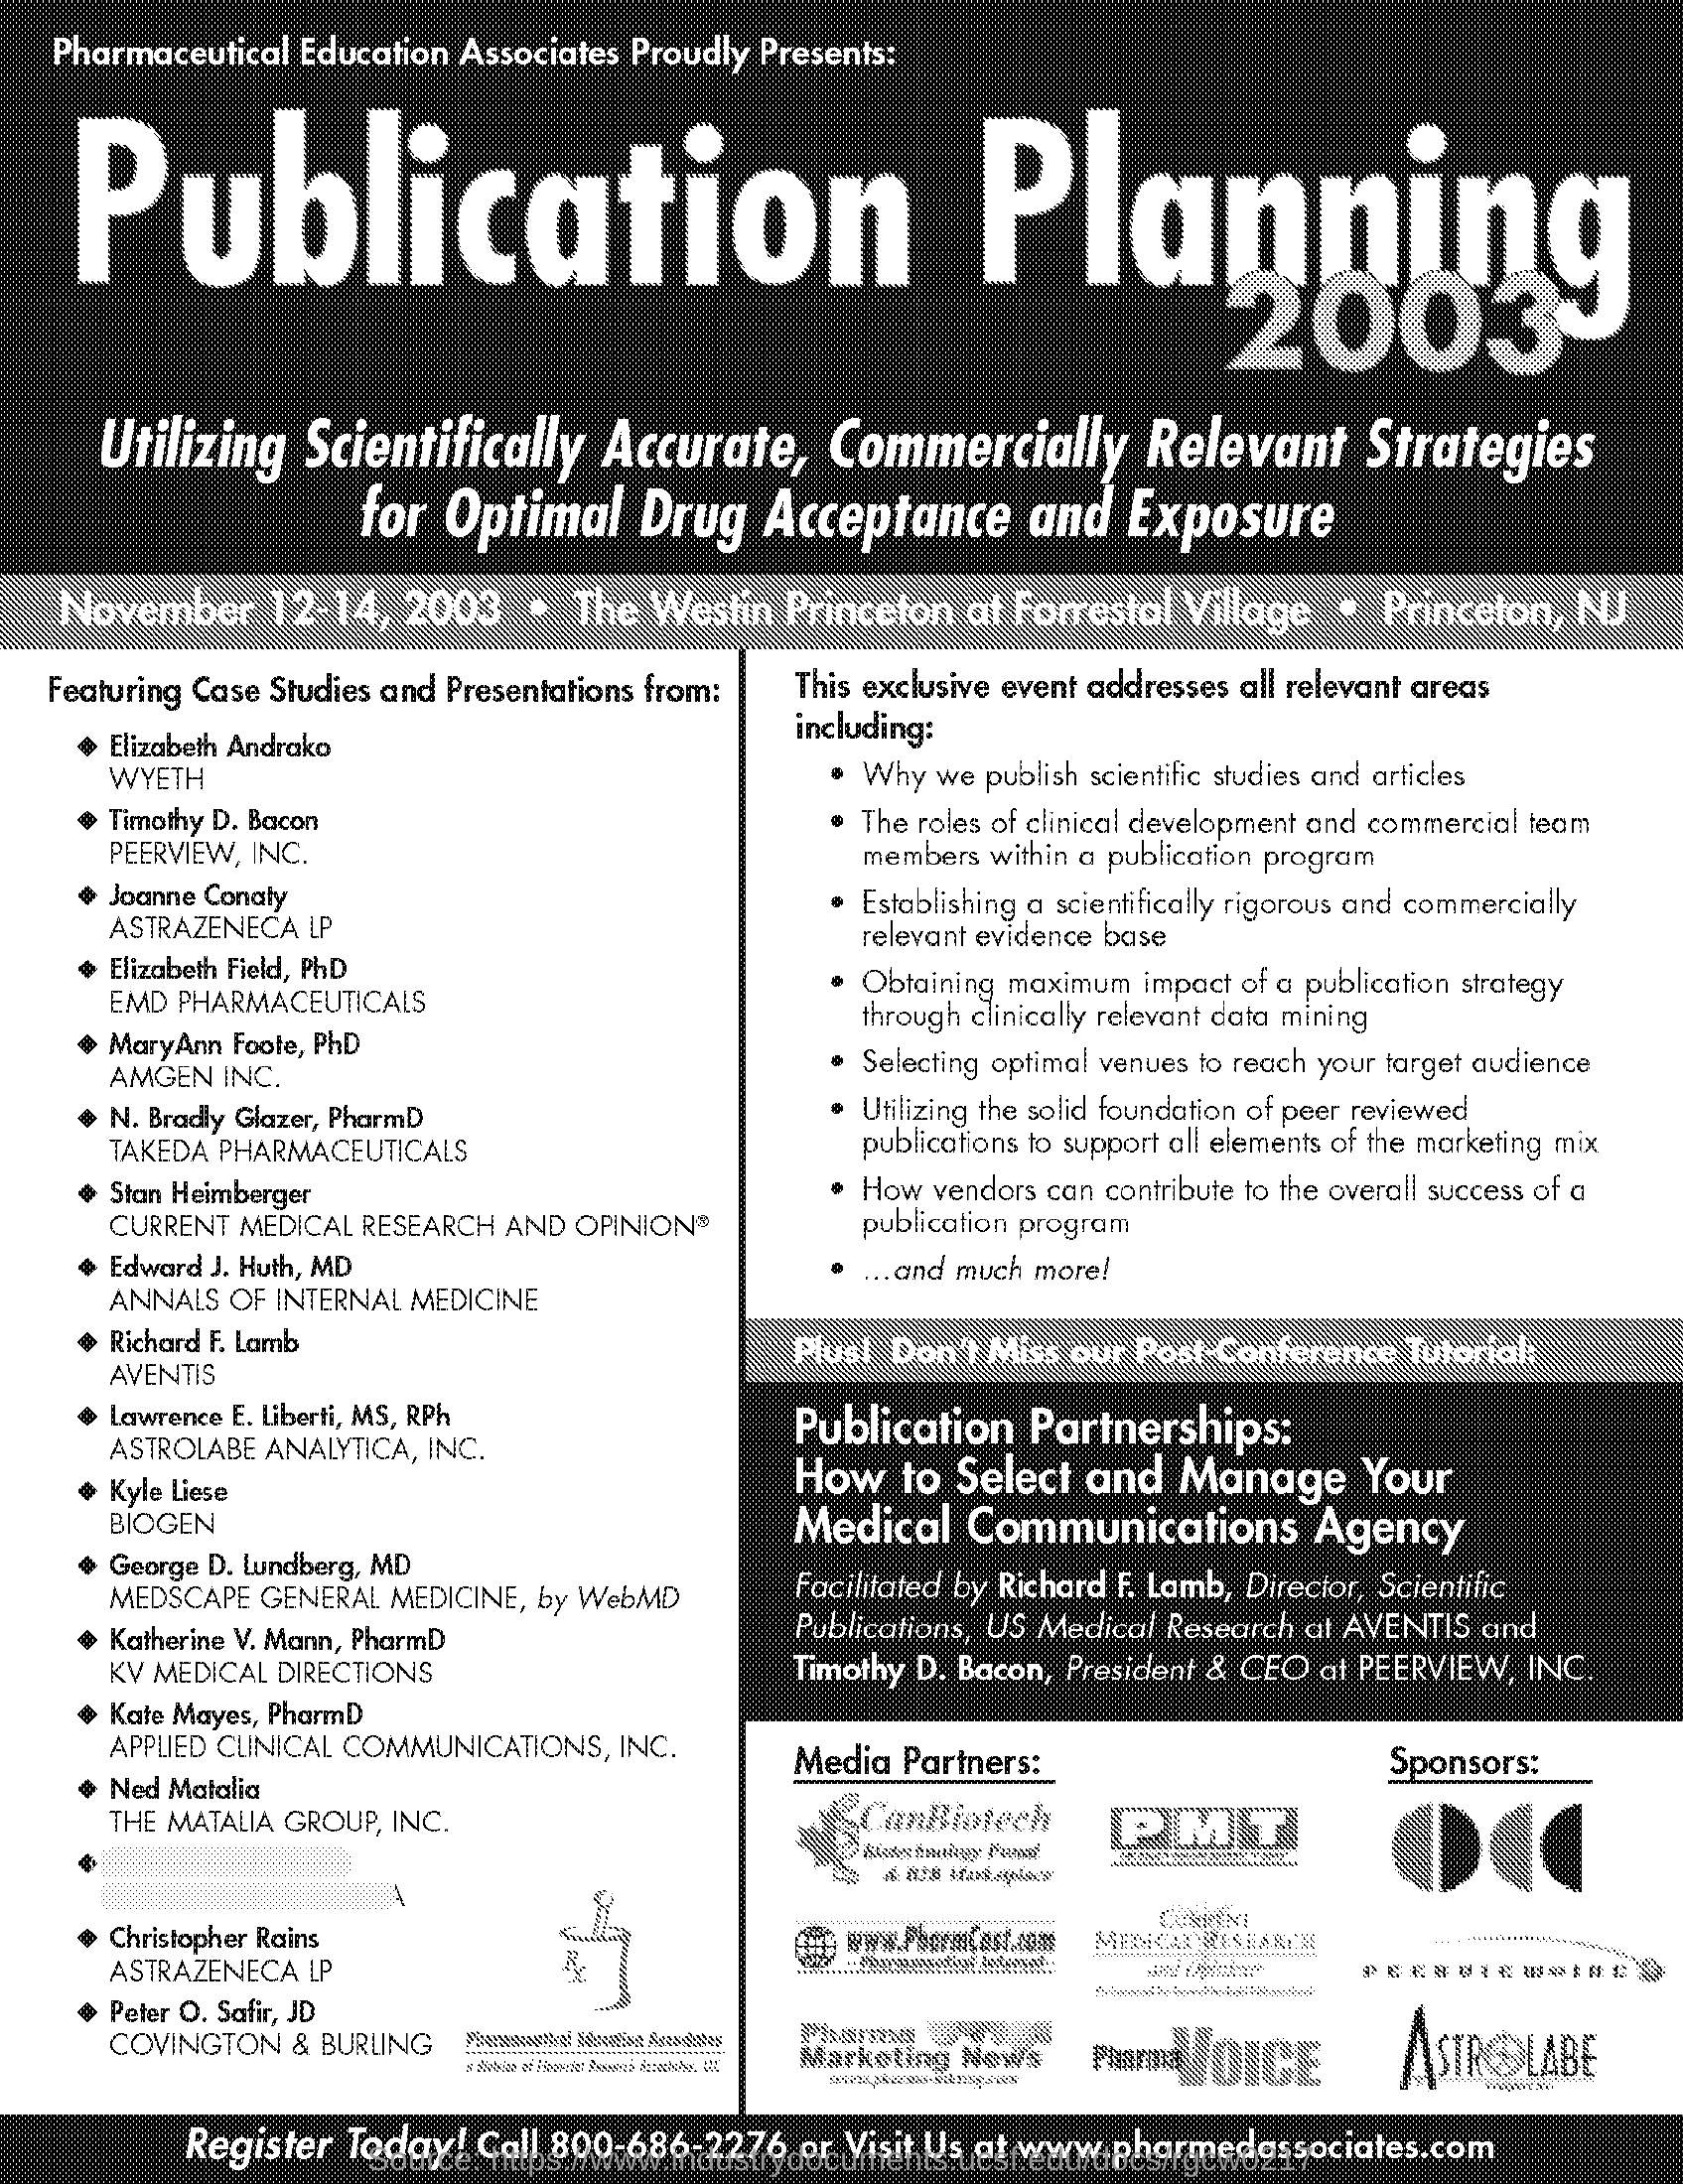 Pharmaceutical Education Associates Proudly Presents:
Publication Planning
2003
Utilizing Scientifically Accurate, Commercially Relevant Strategies
for Optimal Drug Acceptance and Exposure
November 12-14, 2003 • The Westin Princeton at Forrestal Village • Princeton, NJ
Featuring Case Studies and Presentations from:
◆ Elizabeth Andrako
WYETH
◆ Timothy D. Bacon
PEERVIEW, INC.
◆ Joanne Conaty
ASTRAZENECA LP
◆ Elizabeth Field, PhD
EMD PHARMACEUTICALS
◆ MaryAnn Foote, PhD
AMGEN INC.
◆ N. Bradly Glazer, PharmD
TAKEDA PHARMACEUTICALS
◆ Stan Heimberger
CURRENT MEDICAL RESEARCH AND OPINION®
◆ Edward J. Huth, MD
ANNALS OF INTERNAL MEDICINE
◆ Richard F. Lamb
AVENTIS
◆ Lawrence E. Liberti, MS, RPh
ASTROLABE ANALYTICA, INC.
◆ Kyle Liese
BIOGEN
◆ George D. Lundberg, MD
MEDSCAPE GENERAL MEDICINE, by WebMD
◆ Katherine V. Mann, PharmD
KV MEDICAL DIRECTIONS
◆ Kate Mayes, PharmD
APPLIED CLINICAL COMMUNICATIONS, INC.
◆ Ned Matalia
THE MATALIA GROUP, INC.
◆ Christopher Rains
ASTRAZENECA LP
◆ Peter O. Safir, JD
COVINGTON & BURLING
Pharmaceutical Education Associates
a division of Financial Research Associates, LLC
This exclusive event addresses all relevant areas
including:
• Why we publish scientific studies and articles
• The roles of clinical development and commercial team
members within a publication program
• Establishing a scientifically rigorous and commercially
relevant evidence base
• Obtaining maximum impact of a publication strategy
through clinically relevant data mining
• Selecting optimal venues to reach your target audience
• Utilizing the solid foundation of peer reviewed
publications to support all elements of the marketing mix
• How vendors can contribute to the overall success of a
publication program
• ...and much more!
Plus! Don't Miss our Post-Conference Tutorial:
Publication Partnerships:
How to Select and Manage Your
Medical Communications Agency
Facilitated by Richard F. Lamb, Director, Scientific
Publications, US Medical Research at AVENTIS and
Timothy D. Bacon, President & CEO at PEERVIEW, INC.
Media Partners:
Sponsors:
CanBiotech
& B2B Marketplace
PMT
www.PharmCast.com
CURRENT
MEDICAL RESEARCH
and Opinion
PEERVIEW INC
Pharma
Marketing News
Pharma VOICE
ASTROLABE
Register Today! Call 800-686-2276 or Visit Us at www.pharmedassociates.com
Source: https://www.industrydocuments.ucsf.edu/docs/rgcw0217